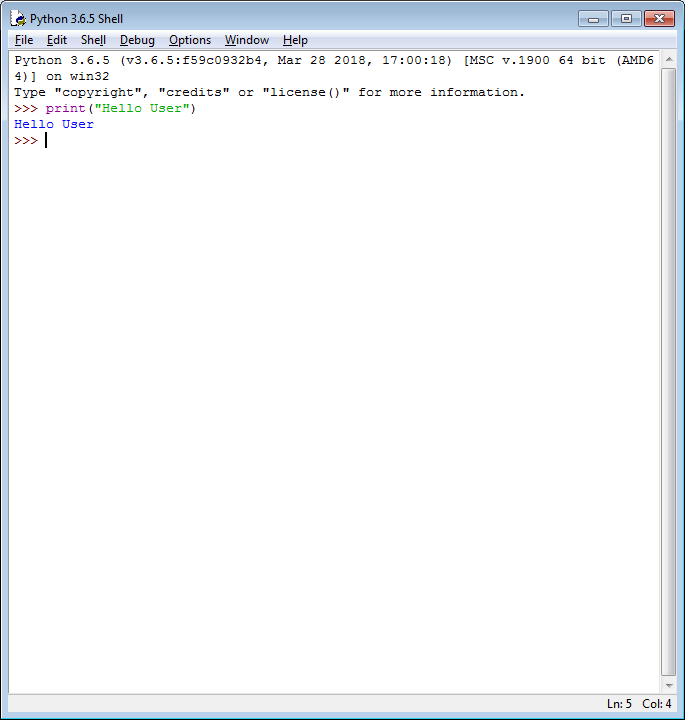 Python 3.6.5 Shell
File Edit Shell Debug Options Window Help
Python 3.6.5 (v3.6.5:f59c0932b4, Mar 28 2018, 17:00:18) [MSC v.1900 64 bit (AMD6
4)] on win32
Type "copyright", "credits" or "license()" for more information.
>>> print("Hello User")
Hello User
>>>
Ln: 5 Col: 4